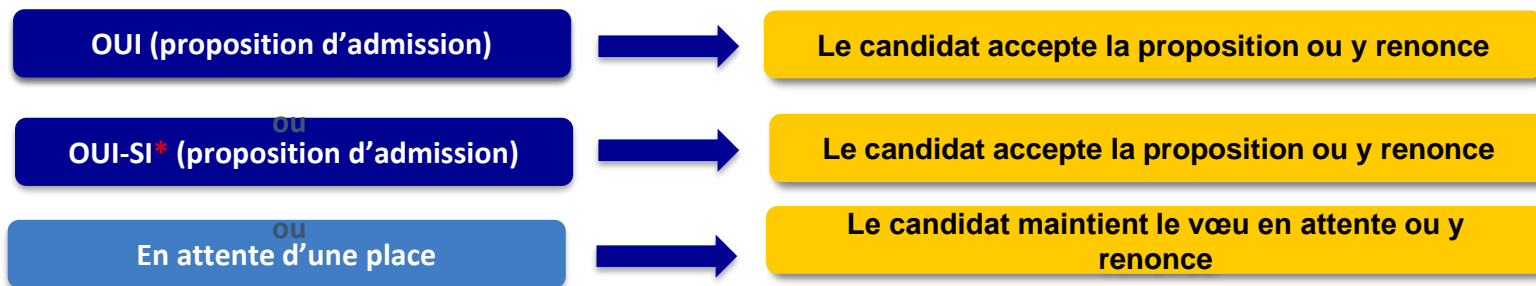 OUI (proposition d’admission)
Le candidat accepte la proposition ou y renonce
ou
OUI-SI* (proposition d’admission)
Le candidat accepte la proposition ou y renonce
ou
En attente d’une place
Le candidat maintient le vœu en attente ou y
renonce